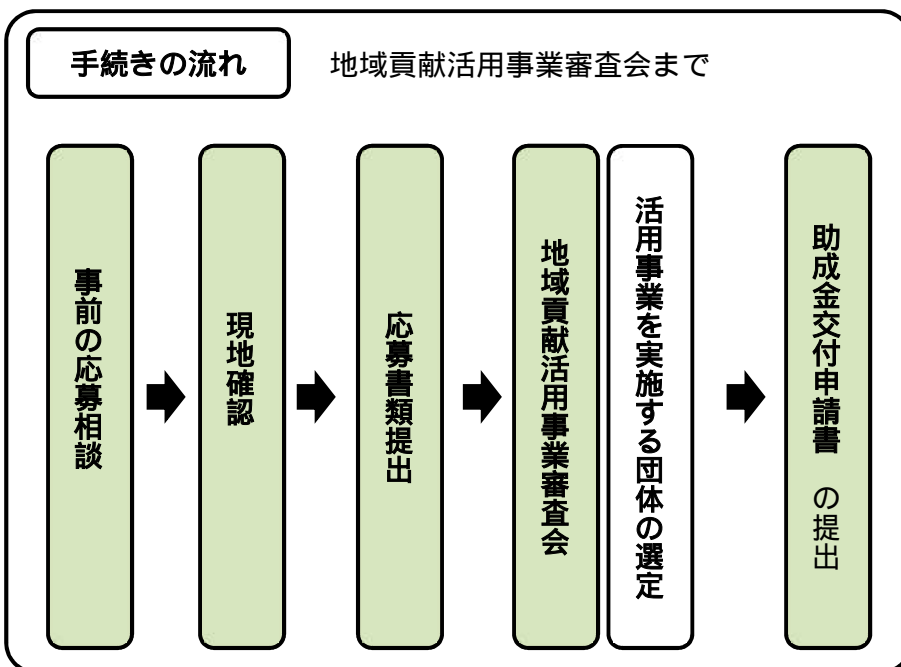 手続きの流れ
地域貢献活用事業審査会まで
事前の応募相談
現地確認
応募書類提出
地域貢献活用事業審査会
活用事業を実施する団体の選定
助成金交付申請書 の提出